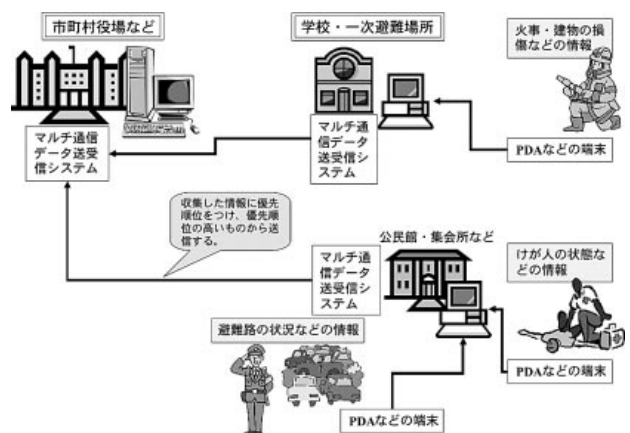 市町村役場など
学校・一次避難場所
火事・建物の損
傷などの情報
マルチ通信
データ送受
信システム
マルチ通
信データ
送受信シ
ステム
PDAなどの端末
収集した情報に優先
順位をつけ、優先順
位の高いものから送
信する。
公民館・集会所など
マルチ通
信データ
送受信シ
ステム
けが人の状態な
どの情報
避難路の状況などの情報
PDAなどの端末
PDAなどの端末